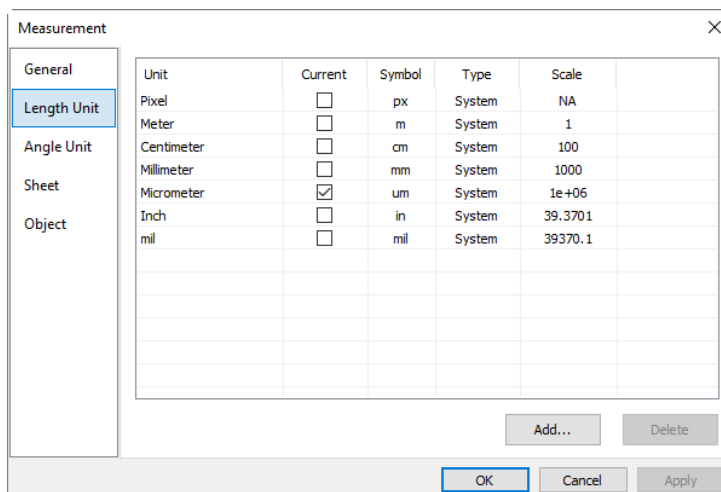 Measurement
General
Length Unit
Angle Unit
Sheet
Object
Unit Current Symbol Type Scale
Pixel px System NA
Meter m System 1
Centimeter cm System 100
Millimeter mm System 1000
Micrometer um System 1e+06
Inch in System 39.3701
mil mil System 39370.1
Add... Delete
OK Cancel Apply